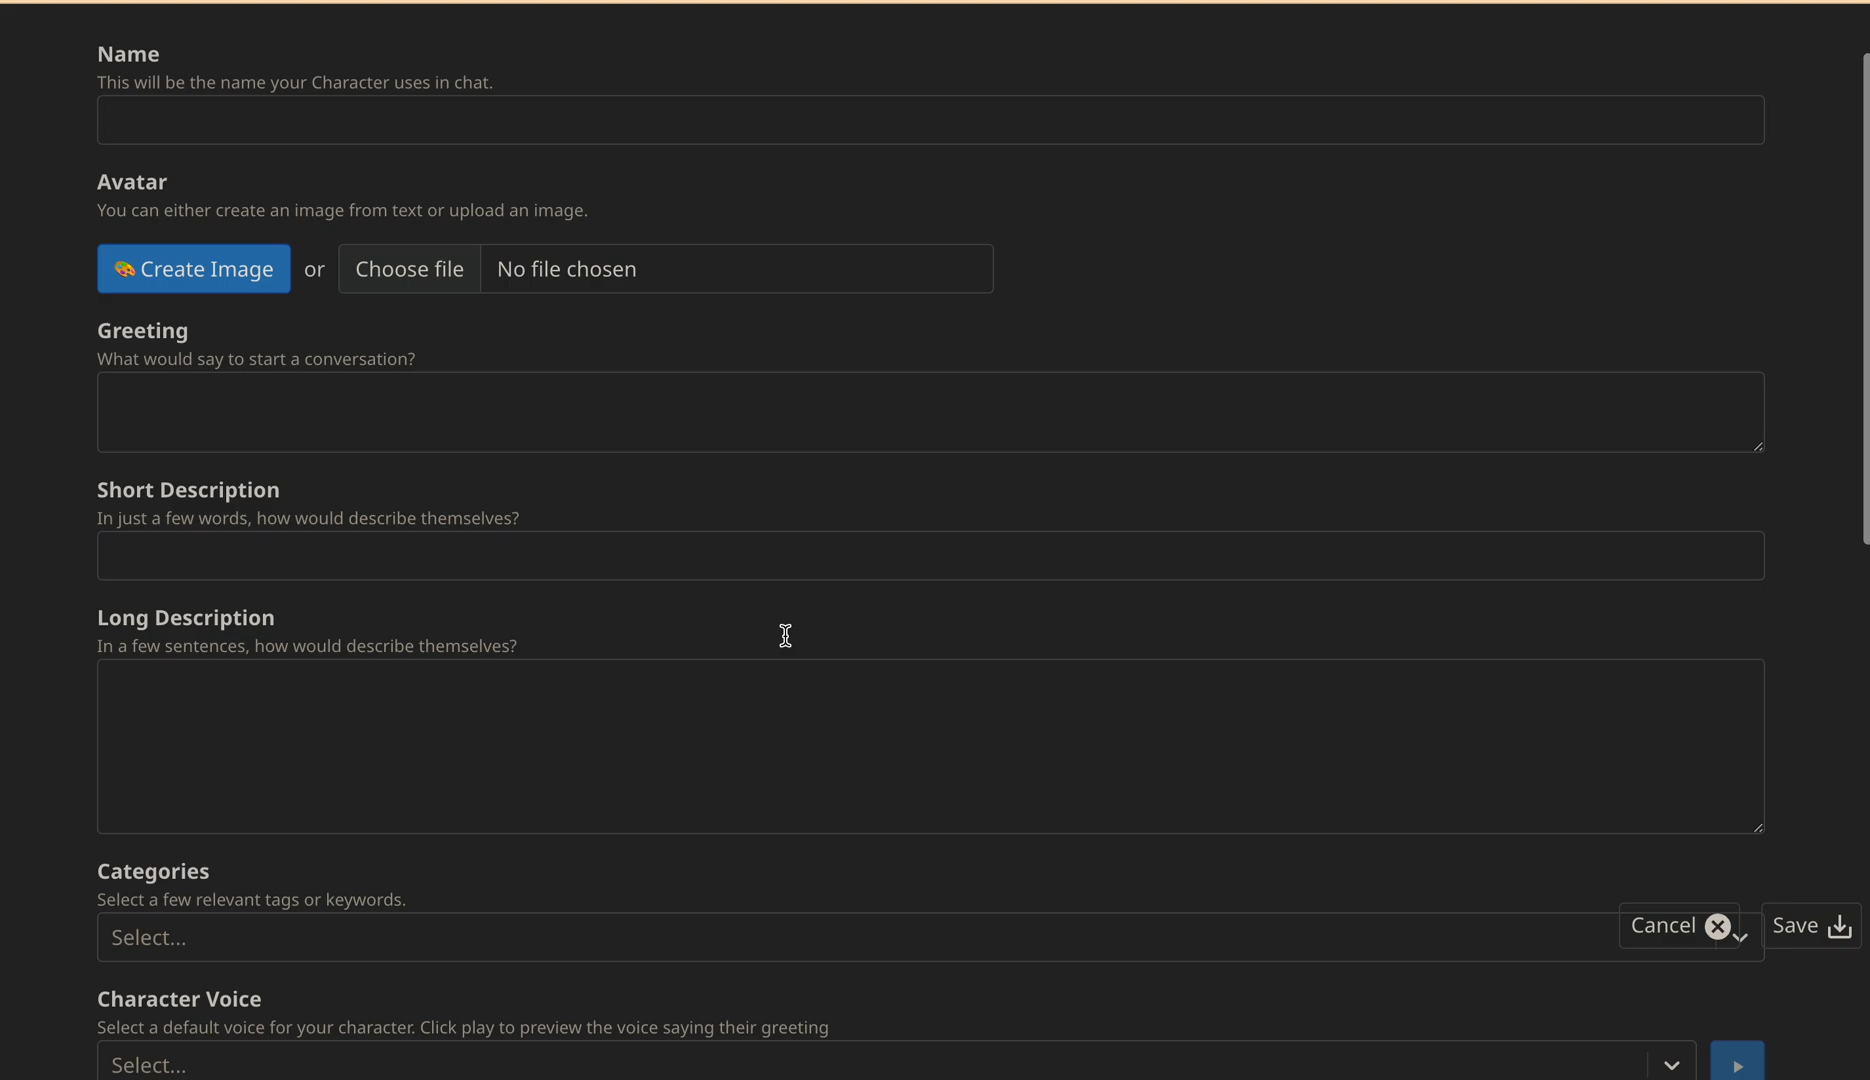 Name
This will be the name your Character uses in chat.
Avatar
You can either create an image from text or upload an image.
Create Image or Choose file No file chosen
Greeting
What would say to start a conversation?
Short Description
In just a few words, how would describe themselves?
Long Description
In a few sentences, how would describe themselves?
Categories
Select a few relevant tags or keywords.
Select...
Cancel Save
Character Voice
Select a default voice for your character. Click play to preview the voice saying their greeting
Select...